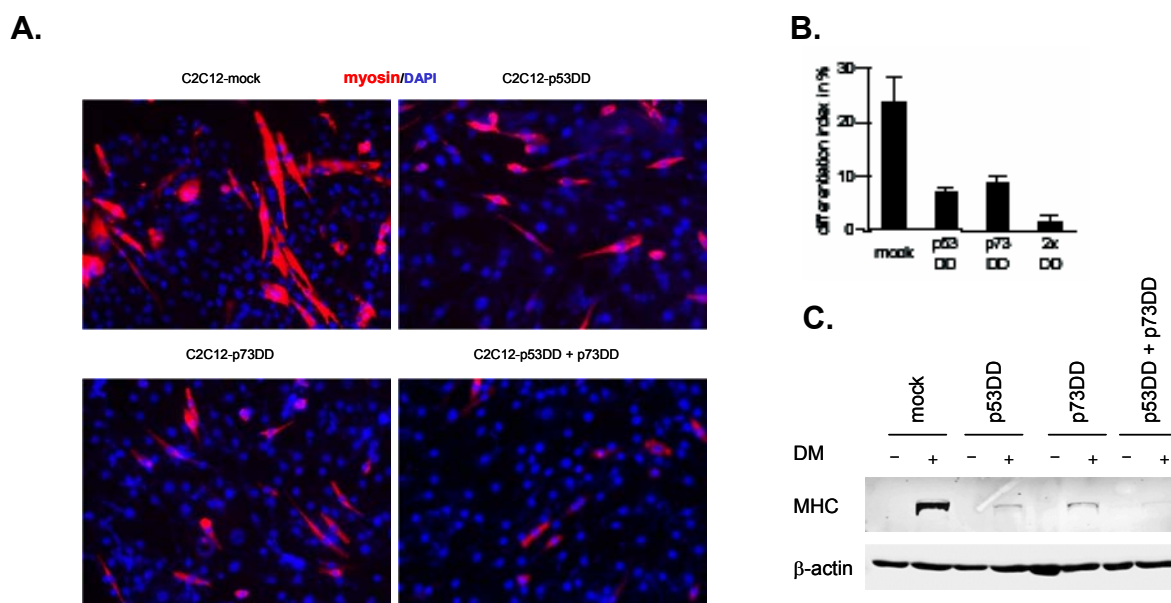 A.
C2C12-mock myosin/DAPI C2C12-p53DD
C2C12-p73DD C2C12-p53DD + p73DD
B.
differentiation index in %
30
20
10
0
mock p53 DD p73 DD 2x DD
C.
mock p53DD p73DD p53DD + p73DD
DM – + – + – + – +
MHC
β-actin